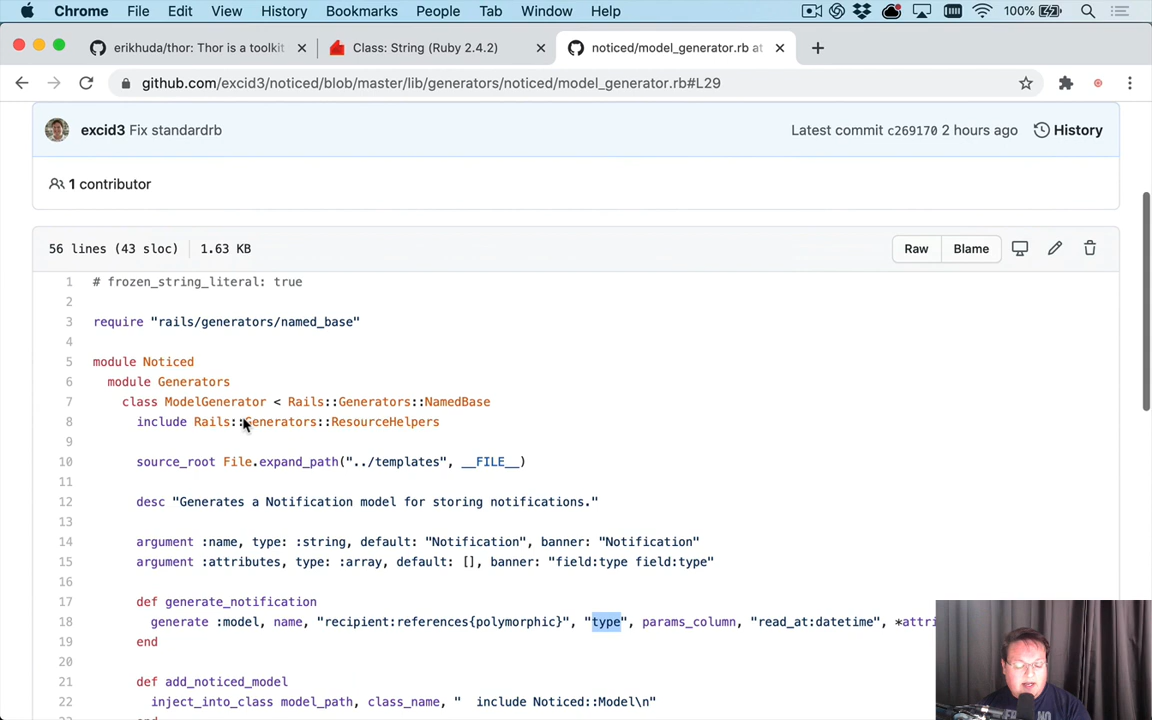 Chrome File Edit View History Bookmarks People Tab Window Help 100%
erikhuda/thor: Thor is a toolkit
Class: String (Ruby 2.4.2)
noticed/model_generator.rb at
github.com/excid3/noticed/blob/master/lib/generators/noticed/model_generator.rb#L29
excid3 Fix standardrb
Latest commit c269170 2 hours ago
History
1 contributor
56 lines (43 sloc) 1.63 KB
Raw Blame
1 # frozen_string_literal: true
2
3 require "rails/generators/named_base"
4
5 module Noticed
6 module Generators
7 class ModelGenerator < Rails::Generators::NamedBase
8 include Rails::Generators::ResourceHelpers
9
10 source_root File.expand_path("../templates", __FILE__)
11
12 desc "Generates a Notification model for storing notifications."
13
14 argument :name, type: :string, default: "Notification", banner: "Notification"
15 argument :attributes, type: :array, default: [], banner: "field:type field:type"
16
17 def generate_notification
18 generate :model, name, "recipient:references{polymorphic}", "type", params_column, "read_at:datetime", *attri
19 end
20
21 def add_noticed_model
22 inject_into_class model_path, class_name, " include Noticed::Model\n"